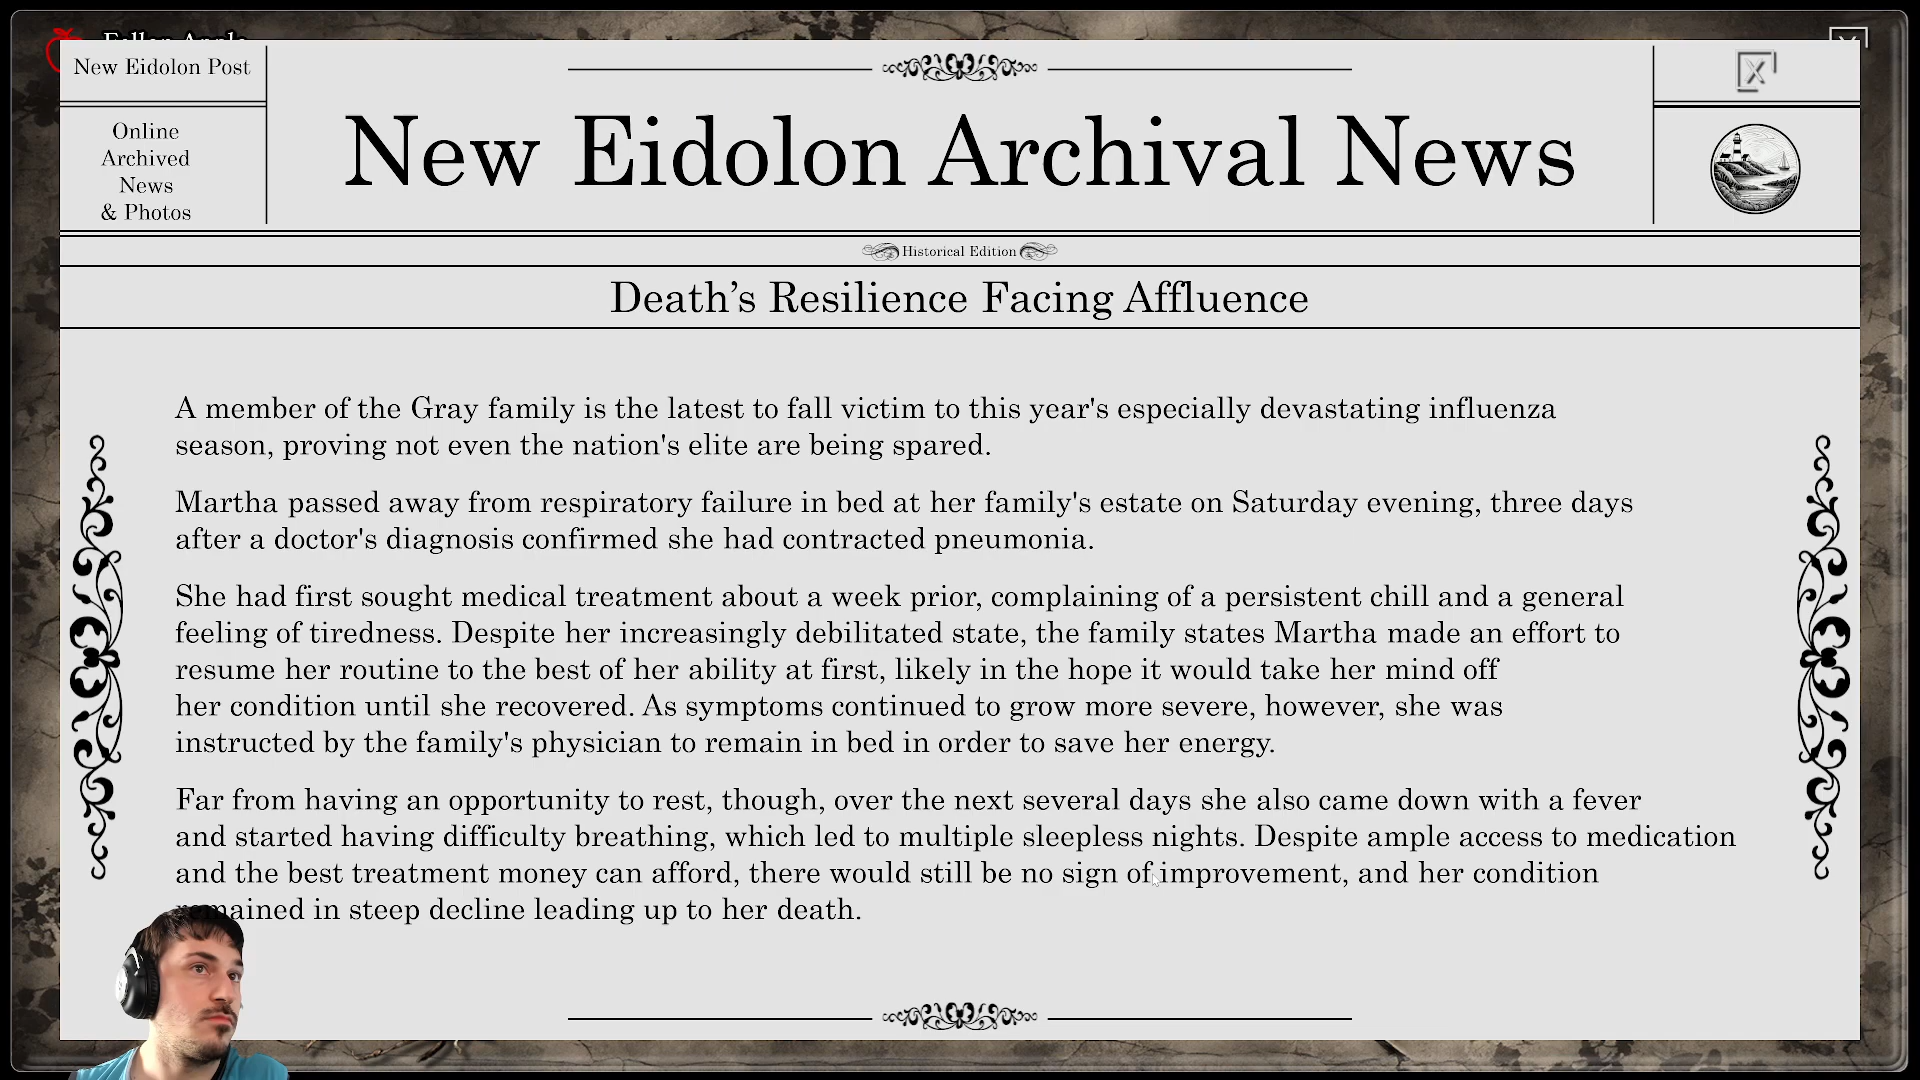 Fallen Apple
New Eidolon Post
X
Online
Archived
News
& Photos
New Eidolon Archival News
Historical Edition
Death’s Resilience Facing Affluence
A member of the Gray family is the latest to fall victim to this year's especially devastating influenza
season, proving not even the nation's elite are being spared.
Martha passed away from respiratory failure in bed at her family's estate on Saturday evening, three days
after a doctor's diagnosis confirmed she had contracted pneumonia.
She had first sought medical treatment about a week prior, complaining of a persistent chill and a general
feeling of tiredness. Despite her increasingly debilitated state, the family states Martha made an effort to
resume her routine to the best of her ability at first, likely in the hope it would take her mind off
her condition until she recovered. As symptoms continued to grow more severe, however, she was
instructed by the family's physician to remain in bed in order to save her energy.
Far from having an opportunity to rest, though, over the next several days she also came down with a fever
and started having difficulty breathing, which led to multiple sleepless nights. Despite ample access to medication
and the best treatment money can afford, there would still be no sign of improvement, and her condition
remained in steep decline leading up to her death.